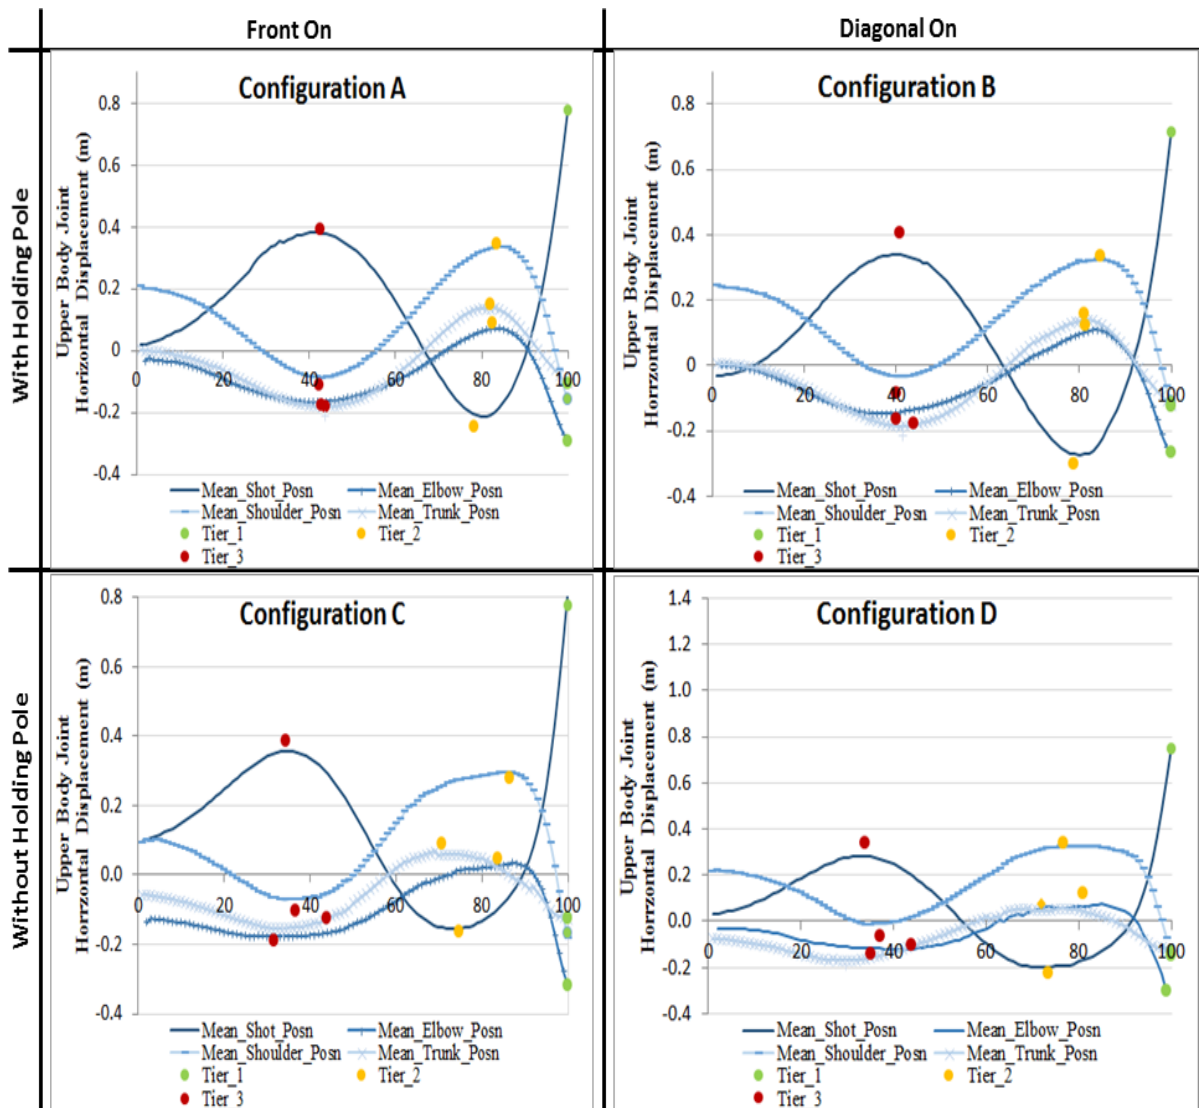 Front On
Diagonal On
With Holding Pole
Configuration A
Upper Body Joint
Horrzontal Displacement (m)
0.8
0.6
0.4
0.2
0
-0.2
-0.4
0 20 40 60 80 100
Mean_Shot_Posn Mean_Elbow_Posn
Mean_Shoulder_Posn Mean_Trunk_Posn
Tier_1 Tier_2
Tier_3
Configuration B
Upper Body Joint
Horrzontal Displacement (m)
0.8
0.6
0.4
0.2
0
-0.2
-0.4
0 20 40 60 80 100
Mean_Shot_Posn Mean_Elbow_Posn
Mean_Shoulder_Posn Mean_Trunk_Posn
Tier_1 Tier_2
Tier_3
Without Holding Pole
Configuration C
Upper Body Joint
Horrzontal Displacement (m)
0.8
0.6
0.4
0.2
0.0
-0.2
-0.4
0 20 40 60 80 100
Mean_Shot_Posn Mean_Elbow_Posn
Mean_Shoulder_Posn Mean_Trunk_Posn
Tier_1 Tier_2
Tier_3
Configuration D
Upper Body Joint
Horrzontal Displacement (m)
1.4
1.2
1.0
0.8
0.6
0.4
0.2
0.0
-0.2
-0.4
0 20 40 60 80 100
Mean_Shot_Posn Mean_Elbow_Posn
Mean_Shoulder_Posn Mean_Trunk_Posn
Tier_1 Tier_2
Tier_3